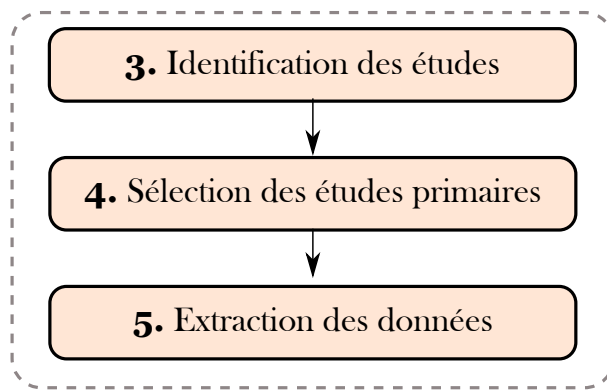 3. Identification des études
4. Sélection des études primaires
5. Extraction des données